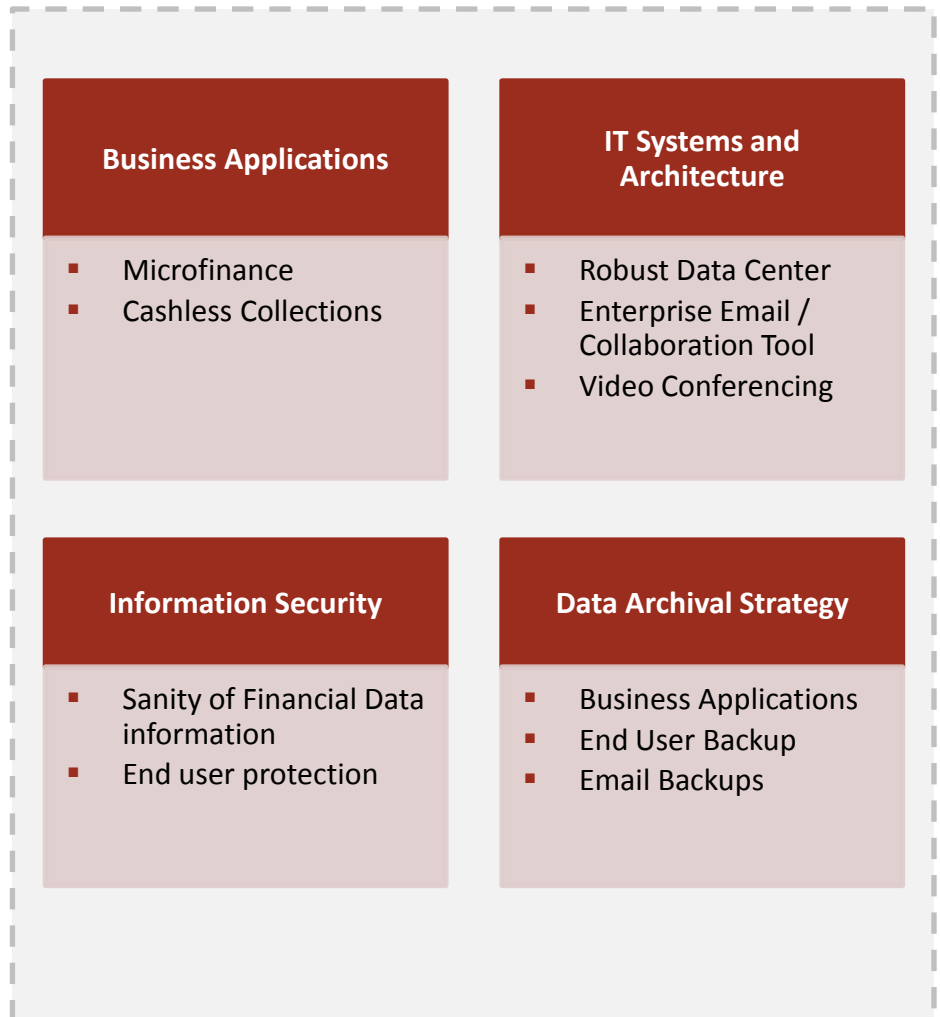 Business Applications
▪ Microfinance
▪ Cashless Collections
IT Systems and
Architecture
▪ Robust Data Center
▪ Enterprise Email /
Collaboration Tool
▪ Video Conferencing
Information Security
▪ Sanity of Financial Data
information
▪ End user protection
Data Archival Strategy
▪ Business Applications
▪ End User Backup
▪ Email Backups